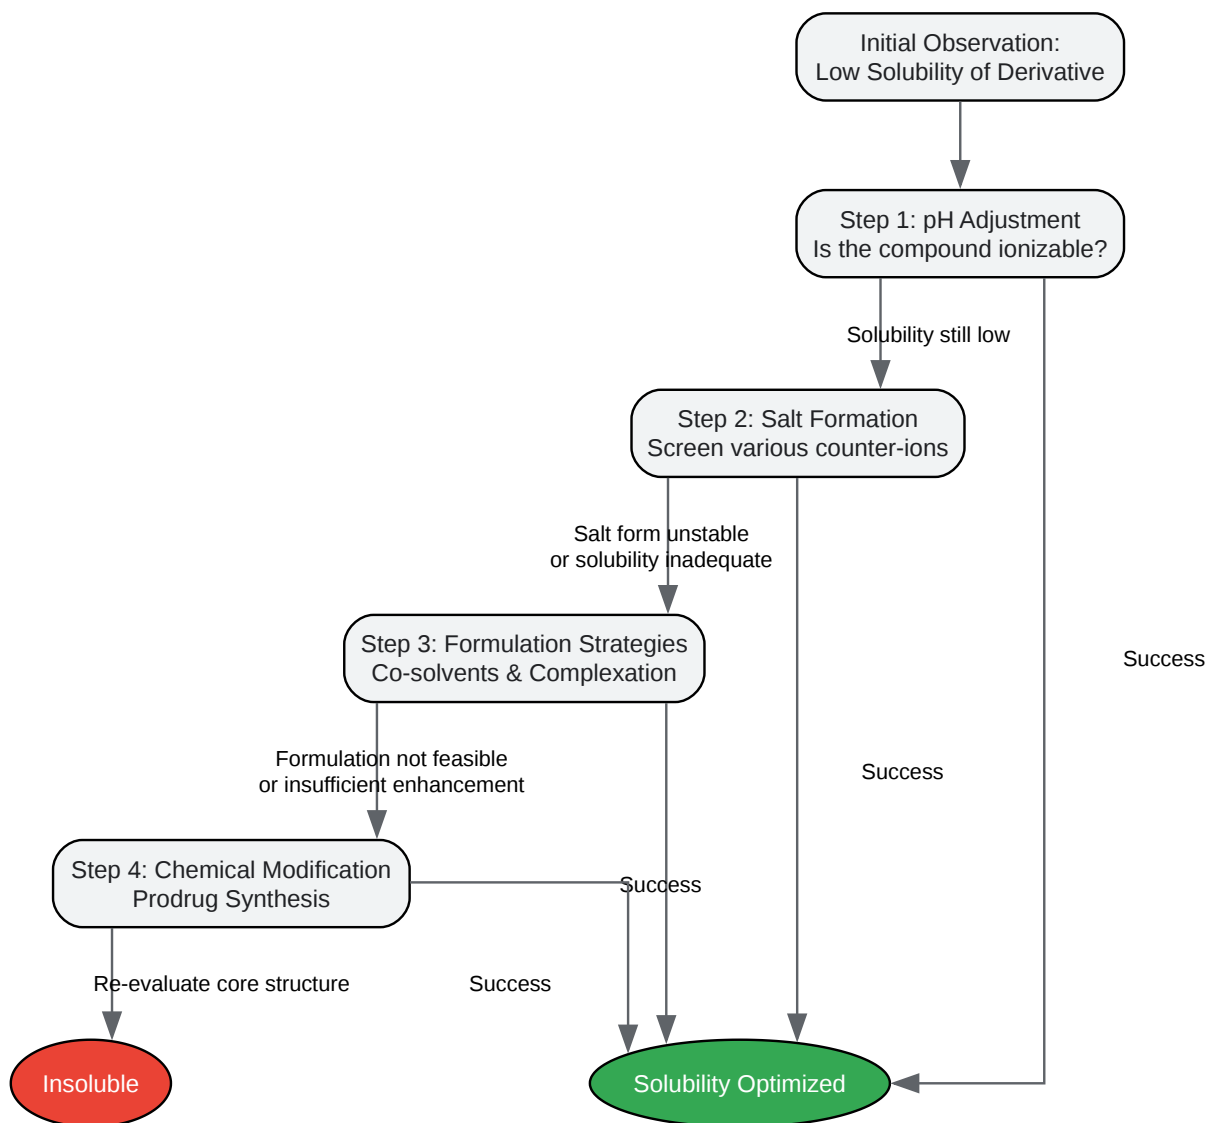 Initial Observation:
Low Solubility of Derivative
Step 1: pH Adjustment
Is the compound ionizable?
Solubility still low
Step 2: Salt Formation
Screen various counter-ions
Salt form unstable
or solubility inadequate
Step 3: Formulation Strategies
Co-solvents & Complexation
Success
Formulation not feasible
or insufficient enhancement
Success
Step 4: Chemical Modification
Prodrug Synthesis
Success
Re-evaluate core structure
Success
Insoluble
Solubility Optimized